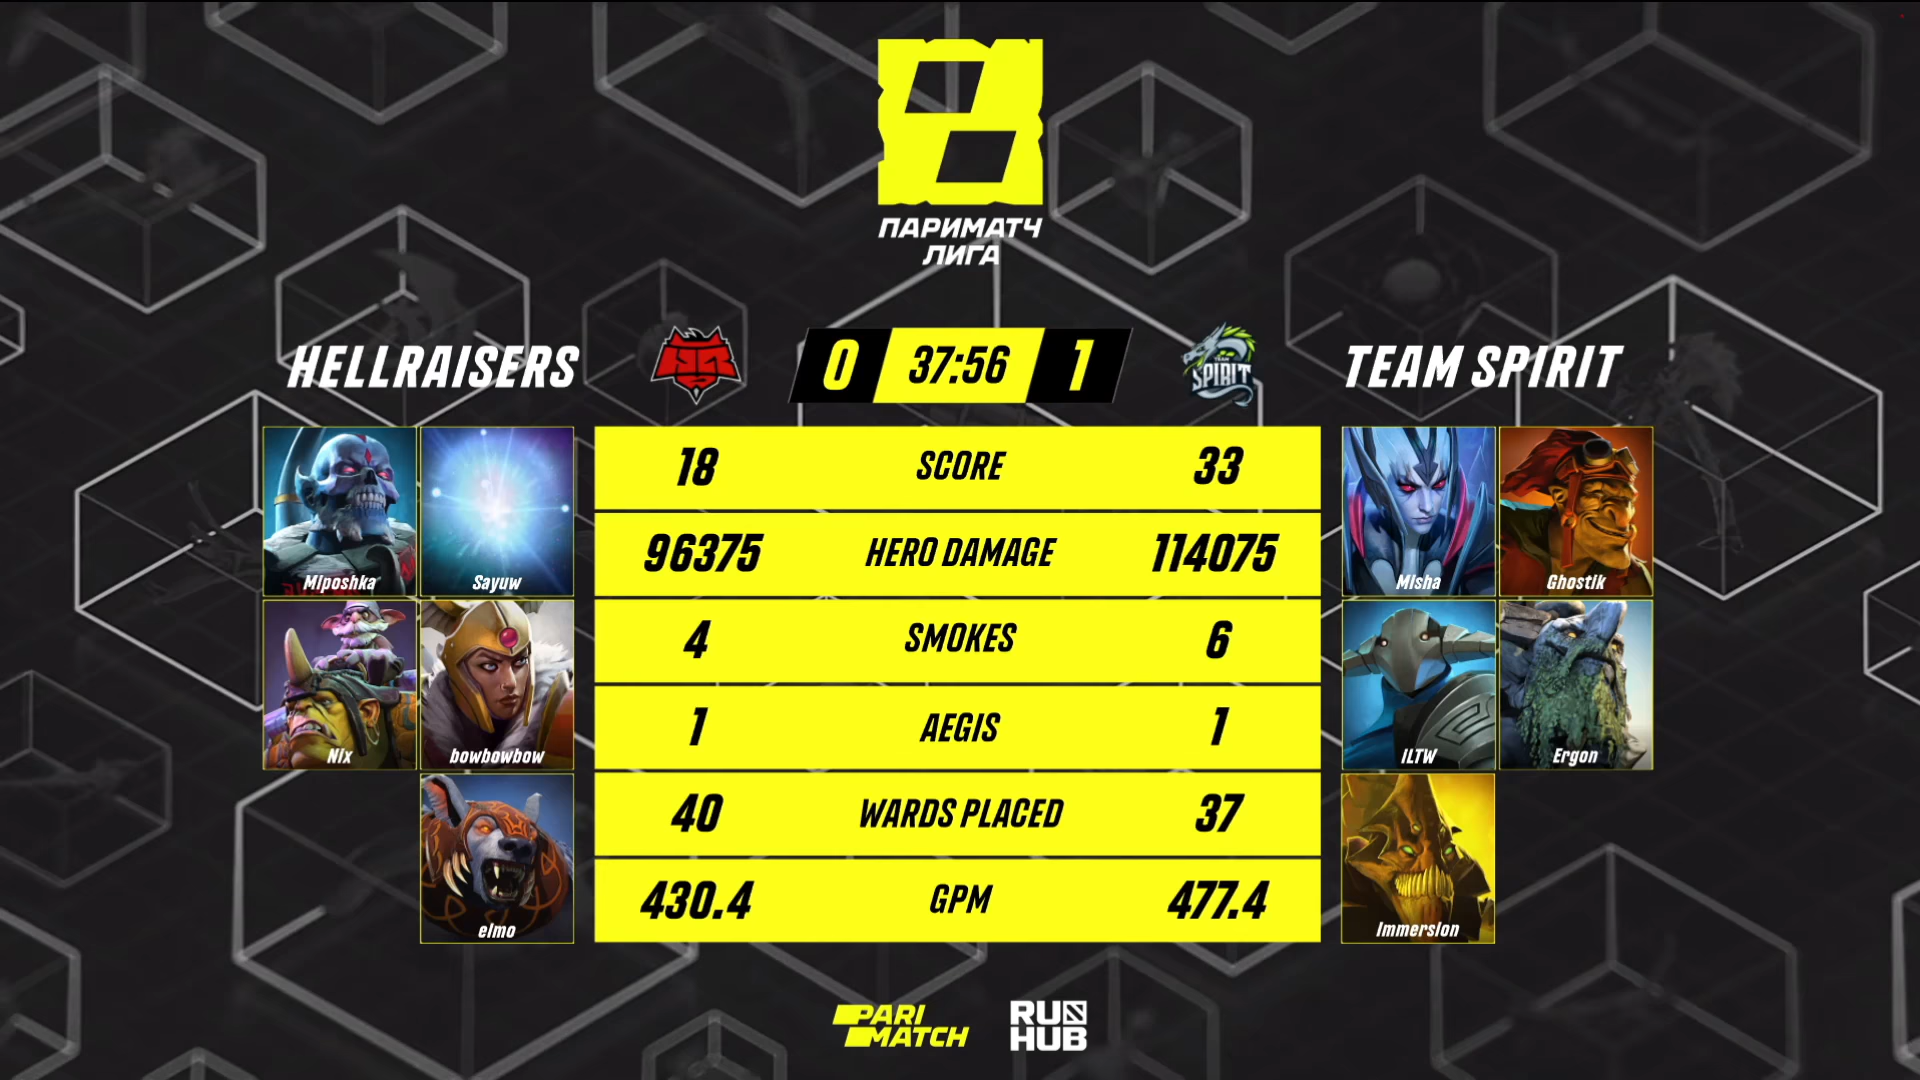 ПАРИМАТЧ
ЛИГА
HELLRAISERS
0 37:56 1
TEAM SPIRIT
TEAM
SPIRIT
Miposhka
Sayuw
Nix
bowbowbow
elmo
18 SCORE 33
96375 HERO DAMAGE 114075
4 SMOKES 6
1 AEGIS 1
40 WARDS PLACED 37
430.4 GPM 477.4
Misha
Ghostik
iLTW
Ergon
Immersion
PARI
MATCH
RU
HUB